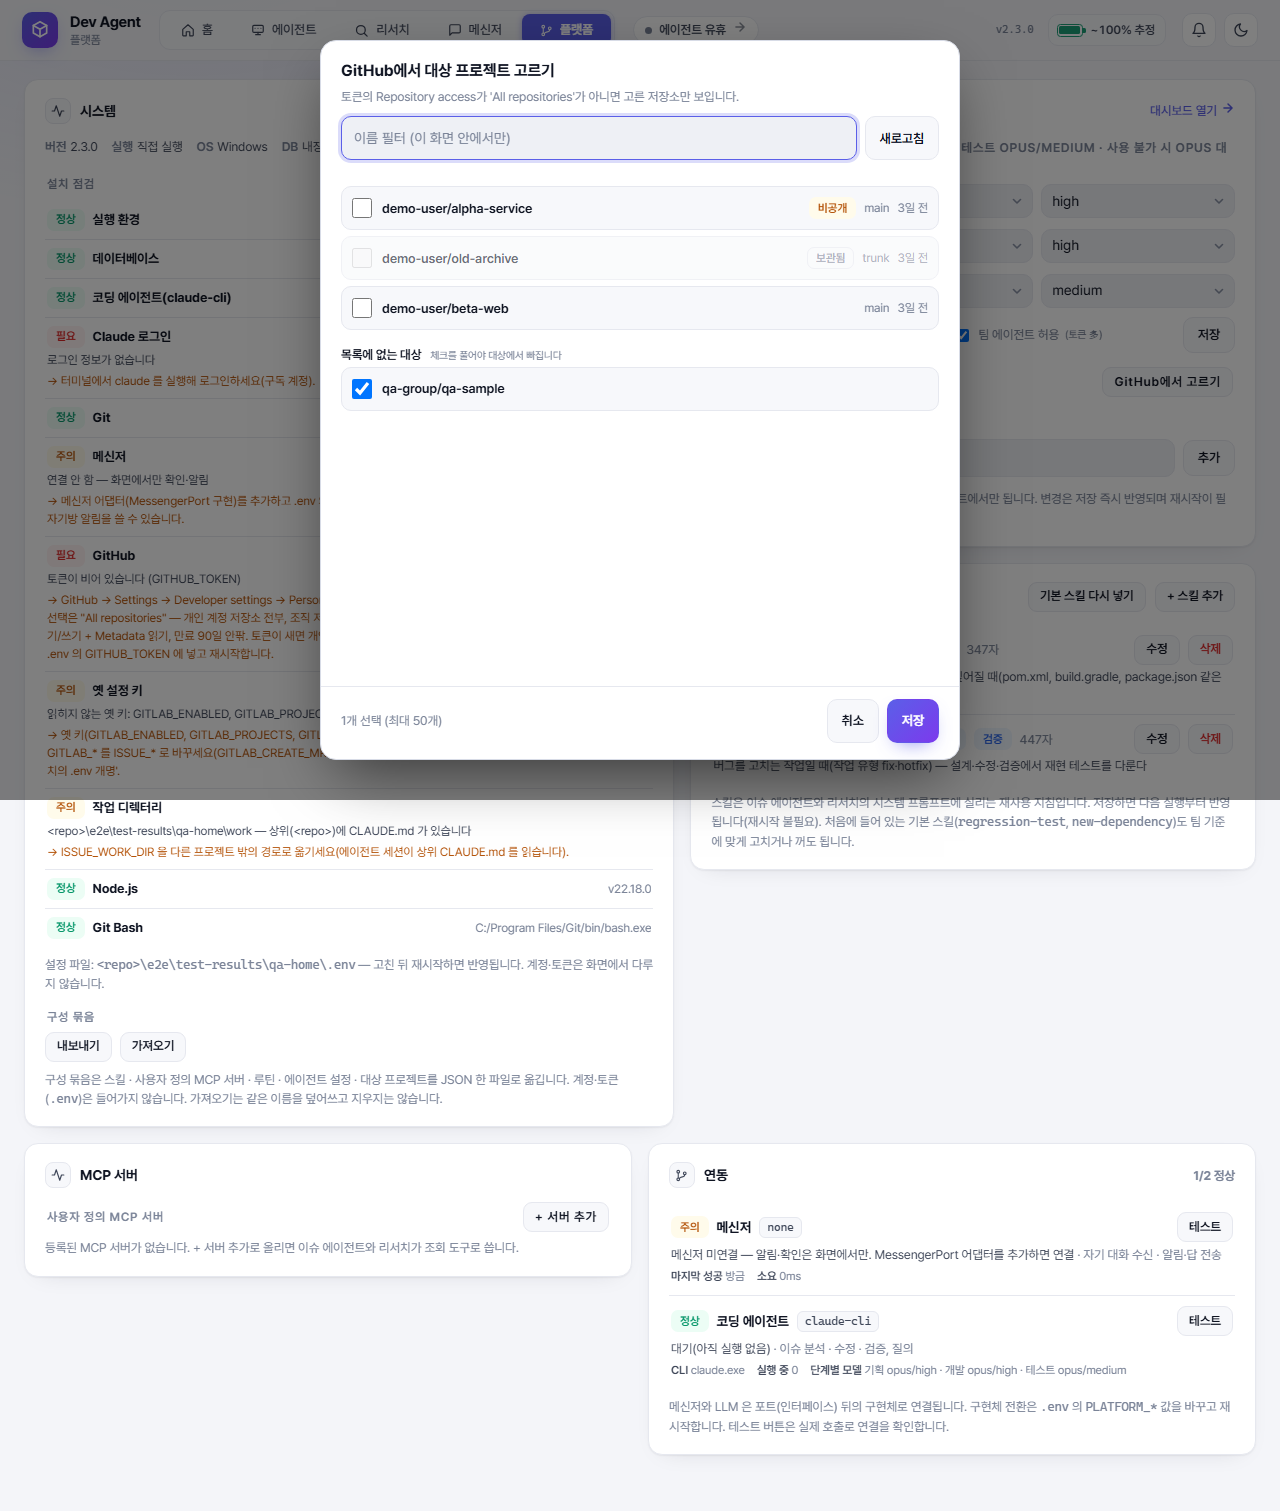 Dev Agent
플랫폼
홈
에이전트
리서치
메신저
플랫폼
에이전트 유휴 →
v2.3.0
~100% 추정
GitHub에서 대상 프로젝트 고르기
토큰의 Repository access가 'All repositories'가 아니면 고른 저장소만 보입니다.
이름 필터 (이 화면 안에서만)
새로고침
demo-user/alpha-service
비공개 main 3일 전
demo-user/old-archive
보관됨 trunk 3일 전
demo-user/beta-web
main 3일 전
목록에 없는 대상 체크를 풀어야 대상에서 빠집니다
qa-group/qa-sample
1개 선택 (최대 50개)
취소
저장
시스템
버전 2.3.0 실행 직접 실행 OS Windows DB 내장
설치 점검
정상 실행 환경
정상 데이터베이스
정상 코딩 에이전트(claude-cli)
필요 Claude 로그인
로그인 정보가 없습니다
→ 터미널에서 claude 를 실행해 로그인하세요(구독 계정).
정상 Git
주의 메신저
연결 안 함 — 화면에서만 확인·알림
→ 메신저 어댑터(MessengerPort 구현)를 추가하고 .env
자기방 알림을 쓸 수 있습니다.
필요 GitHub
토큰이 비어 있습니다 (GITHUB_TOKEN)
→ GitHub → Settings → Developer settings → Perso
선택은 "All repositories" — 개인 계정 저장소 전부, 조직
기/쓰기 + Metadata 읽기, 만료 90일 안팎. 토큰이 새면
.env 의 GITHUB_TOKEN 에 넣고 재시작합니다.
주의 옛 설정 키
읽히지 않는 옛 키: GITLAB_ENABLED, GITLAB_PROJEC
→ 옛 키(GITLAB_ENABLED, GITLAB_PROJECTS, GITL
GITLAB_* 를 ISSUE_* 로 바꾸세요(GITLAB_CREATE_M
치의 .env 개명'.
주의 작업 디렉터리
<repo>\e2e\test-results\qa-home\work — 상위(<repo>)에 CLAUDE.md 가 있습니다
→ ISSUE_WORK_DIR 을 다른 프로젝트 밖의 경로로 옮기세요(에이전트 세션이 상위 CLAUDE.md 를 읽습니다).
정상 Node.js
v22.18.0
정상 Git Bash
C:/Program Files/Git/bin/bash.exe
설정 파일: <repo>\e2e\test-results\qa-home\.env — 고친 뒤 재시작하면 반영됩니다. 계정·토큰은 화면에서 다루
지 않습니다.
구성 묶음
내보내기
가져오기
구성 묶음은 스킬 · 사용자 정의 MCP 서버 · 루틴 · 에이전트 설정 · 대상 프로젝트를 JSON 한 파일로 옮깁니다. 계정·토큰
(.env)은 들어가지 않습니다. 가져오기는 같은 이름을 덮어쓰고 지우지는 않습니다.
대시보드 열기 →
테스트 OPUS/MEDIUM · 사용 불가 시 OPUS 대
high
high
medium
팀 에이전트 허용 (토큰 多)
저장
GitHub에서 고르기
추가
트에서만 됩니다. 변경은 저장 즉시 반영되며 재시작이 필
기본 스킬 다시 넣기
+ 스킬 추가
347자
수정
삭제
어질 때(pom.xml, build.gradle, package.json 같은
검증 447자
수정
삭제
버그를 고치는 작업일 때(작업 유형 fix·hotfix) — 설계·수정·검증에서 재현 테스트를 다룬다
스킬은 이슈 에이전트와 리서치의 시스템 프롬프트에 실리는 재사용 지침입니다. 저장하면 다음 실행부터 반영
됩니다(재시작 불필요). 처음에 들어 있는 기본 스킬(regression-test, new-dependency)도 팀 기준
에 맞게 고치거나 꺼도 됩니다.
MCP 서버
사용자 정의 MCP 서버
+ 서버 추가
등록된 MCP 서버가 없습니다. + 서버 추가로 올리면 이슈 에이전트와 리서치가 조회 도구로 씁니다.
연동
1/2 정상
주의 메신저 none
테스트
메신저 미연결 — 알림·확인은 화면에서만. MessengerPort 어댑터를 추가하면 연결 · 자기 대화 수신 · 알림·답 전송
마지막 성공 방금 소요 0ms
정상 코딩 에이전트 claude-cli
테스트
대기(아직 실행 없음) · 이슈 분석 · 수정 · 검증, 질의
CLI claude.exe 실행 중 0 단계별 모델 기획 opus/high · 개발 opus/high · 테스트 opus/medium
메신저와 LLM 은 포트(인터페이스) 뒤의 구현체로 연결됩니다. 구현체 전환은 .env 의 PLATFORM_* 값을 바꾸고 재
시작합니다. 테스트 버튼은 실제 호출로 연결을 확인합니다.